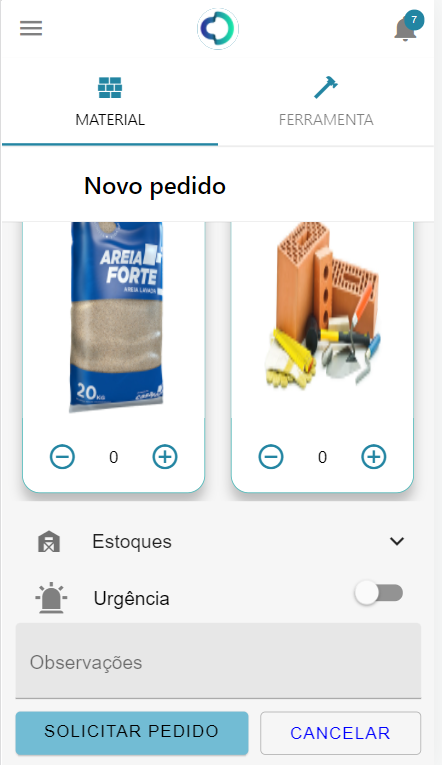 7
MATERIAL
FERRAMENTA
Novo pedido
AREIA
FORTE
AREIA LAVADA
20KG
0
0
Estoques
Urgência
Observações
SOLICITAR PEDIDO
CANCELAR